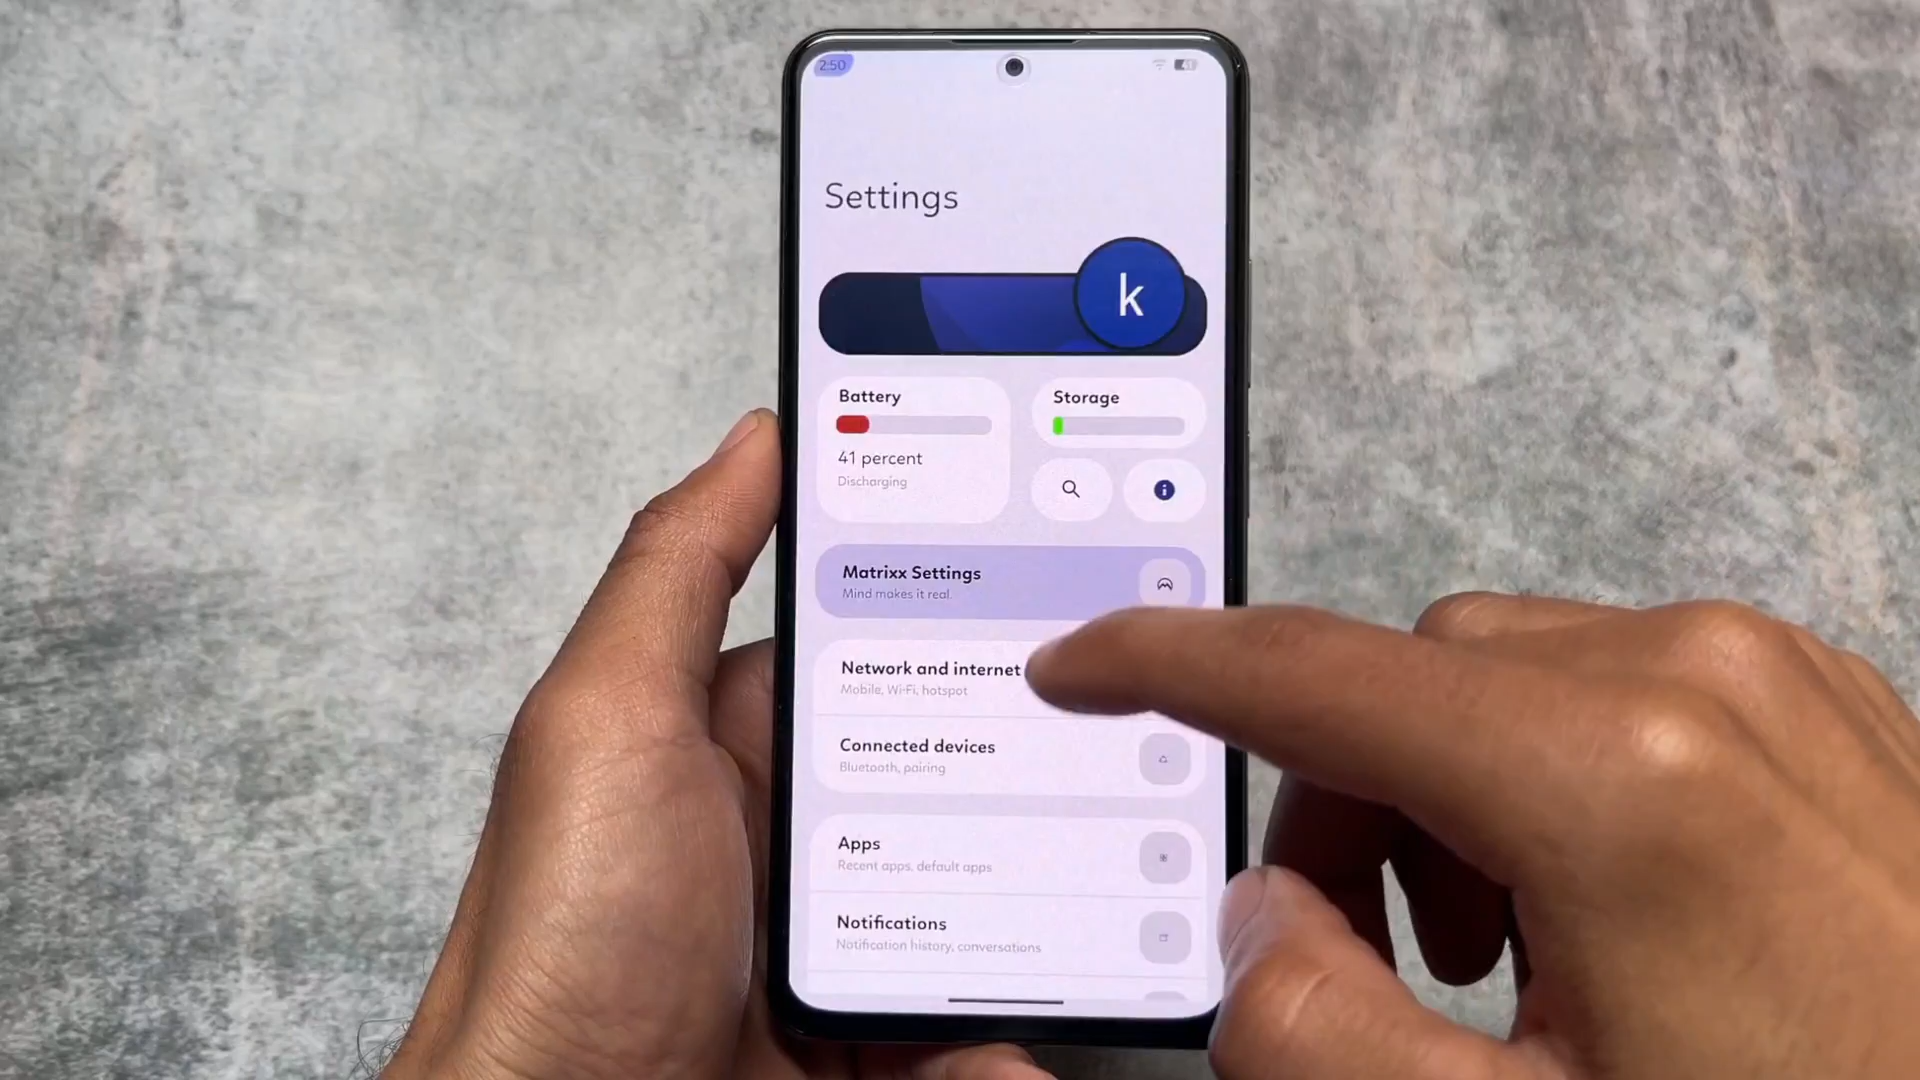 2:50
41
Settings
k
Battery
Storage
41 percent
Discharging
Matrixx Settings
Mind makes it real.
Network and internet
Mobile, Wi-Fi, hotspot
Connected devices
Bluetooth, pairing
Apps
Recent apps, default apps
Notifications
Notification history, conversations